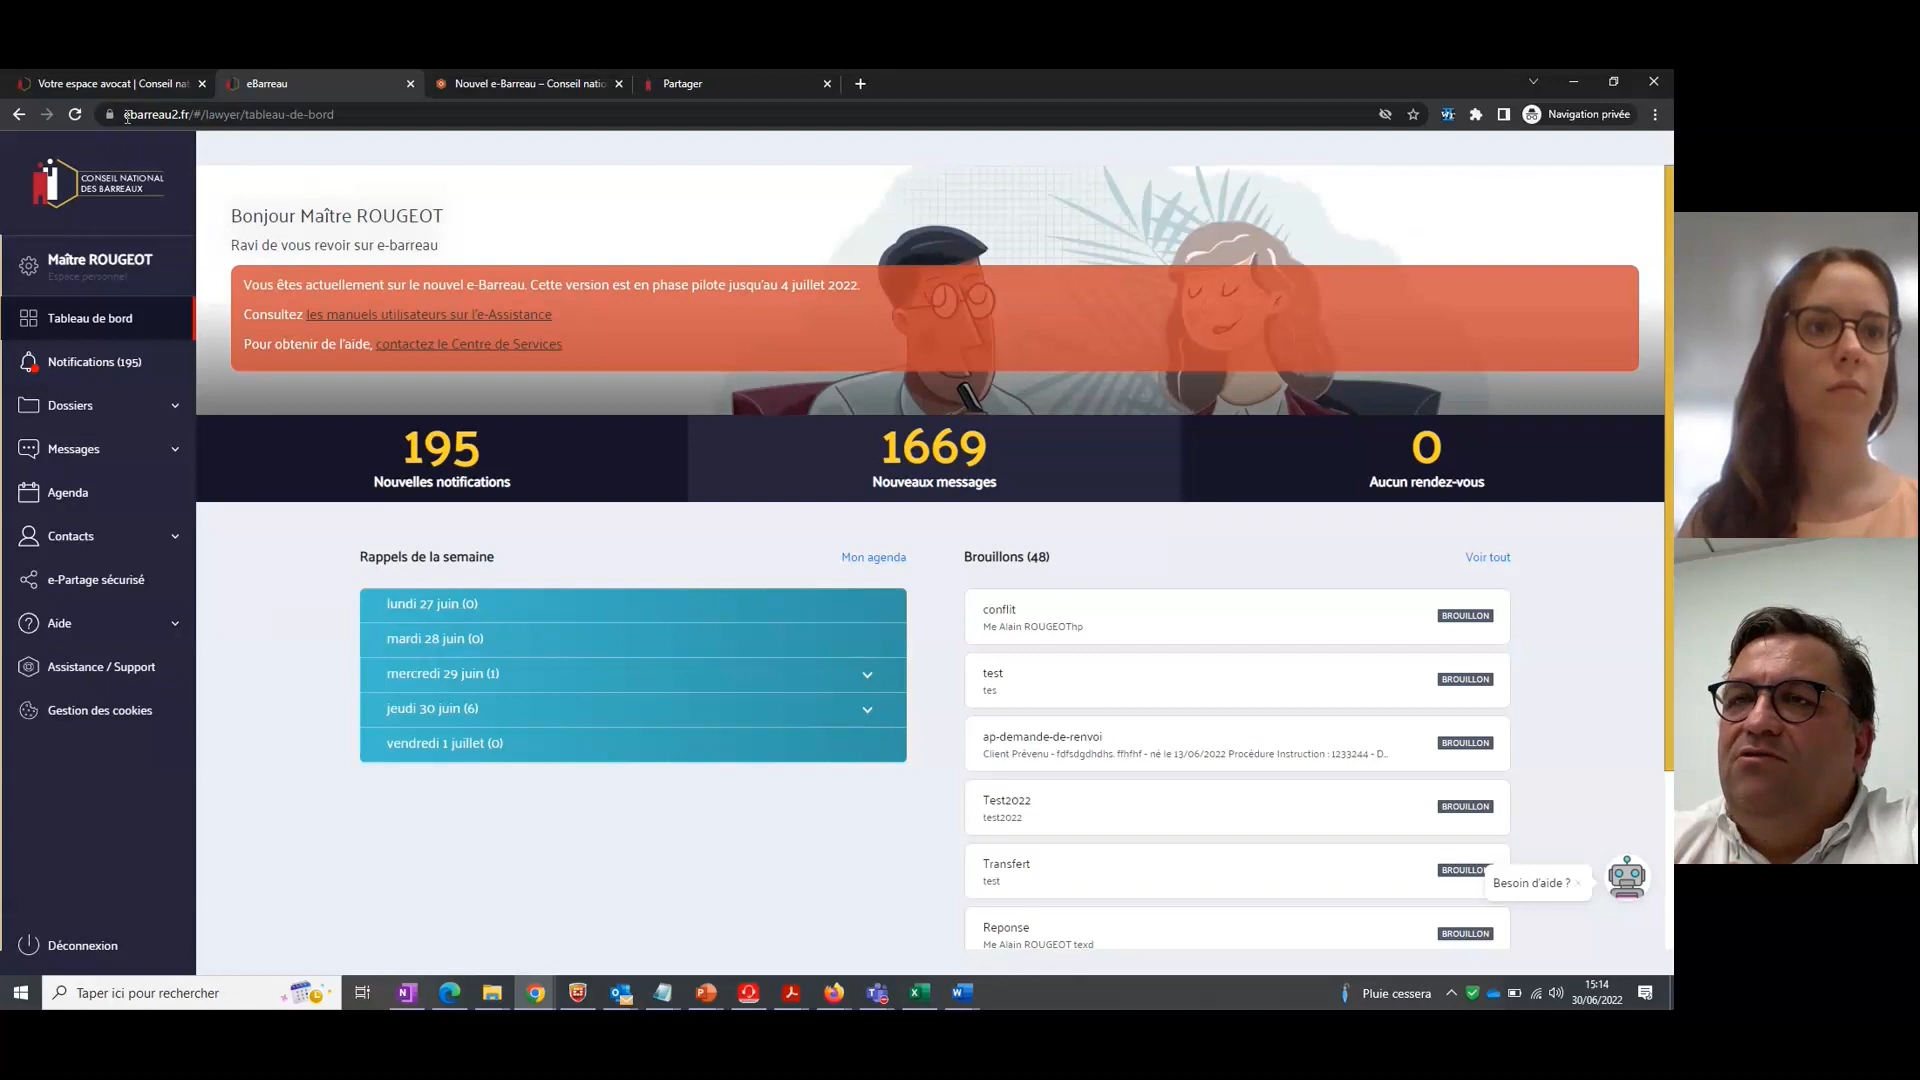 Votre espace avocat | Conseil nat
eBarreau
Nouvel e-Barreau – Conseil natio
Partager
ebarreau2.fr/#/lawyer/tableau-de-bord
Navigation privée
CONSEIL NATIONAL
DES BARREAUX
Maître ROUGEOT
Espace personnel
Tableau de bord
Notifications (195)
Dossiers
Messages
Agenda
Contacts
e-Partage sécurisé
Aide
Assistance / Support
Gestion des cookies
Déconnexion
Bonjour Maître ROUGEOT
Ravi de vous revoir sur e-barreau
Vous êtes actuellement sur le nouvel e-Barreau. Cette version est en phase pilote jusqu'au 4 juillet 2022.
Consultez les manuels utilisateurs sur l'e-Assistance
Pour obtenir de l'aide, contactez le Centre de Services
195
Nouvelles notifications
1669
Nouveaux messages
0
Aucun rendez-vous
Rappels de la semaine
Mon agenda
lundi 27 juin (0)
mardi 28 juin (0)
mercredi 29 juin (1)
jeudi 30 juin (6)
vendredi 1 juillet (0)
Brouillons (48)
Voir tout
conflit
Me Alain ROUGEOThp
BROUILLON
test
tes
BROUILLON
ap-demande-de-renvoi
Client Prévenu - fdfsdgdhdhs. ffhfhf - né le 13/06/2022 Procédure Instruction : 1233244 - D...
BROUILLON
Test2022
test2022
BROUILLON
Transfert
test
BROUILLO
Besoin d'aide ?
Reponse
Me Alain ROUGEOT texd
BROUILLON
Taper ici pour rechercher
Pluie cessera
15:14
30/06/2022